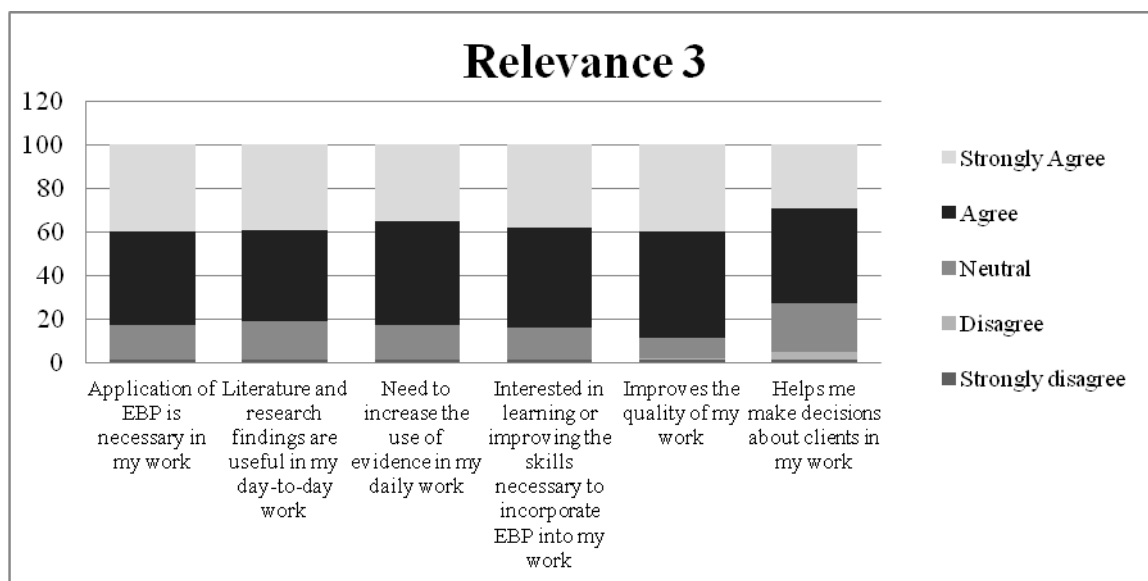 Relevance 3
120
100
80
60
40
20
0
Strongly Agree
Agree
Neutral
Disagree
Strongly disagree
Application of
EBP is
necessary in
my work
Literature and
research
findings are
useful in my
day-to-day
work
Need to
increase the
use of
evidence in my
daily work
Interested in
learning or
improving the
skills
necessary to
incorporate
EBP into my
work
Improves the
quality of my
work
Helps me
make decisions
about clients in
my work